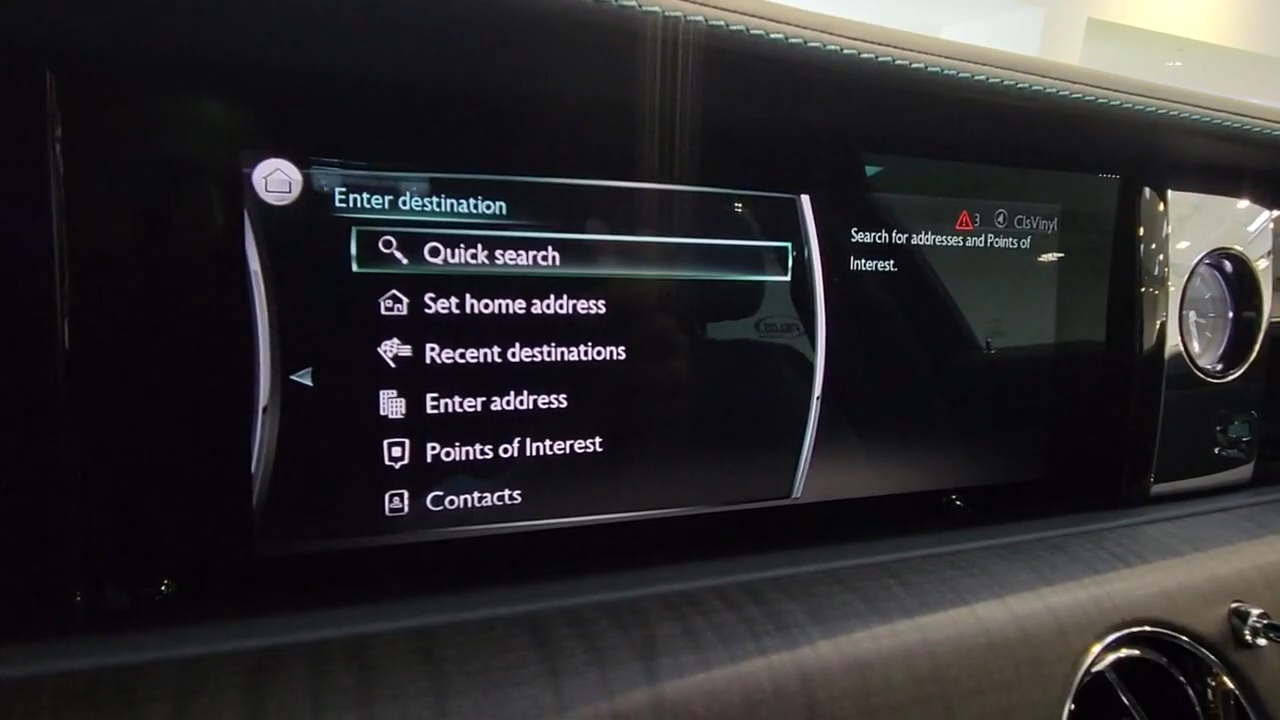 Enter destination
Quick search
Set home address
Recent destinations
Enter address
Points of Interest
Contacts
3 ClsVinyl
Search for addresses and Points of
Interest.